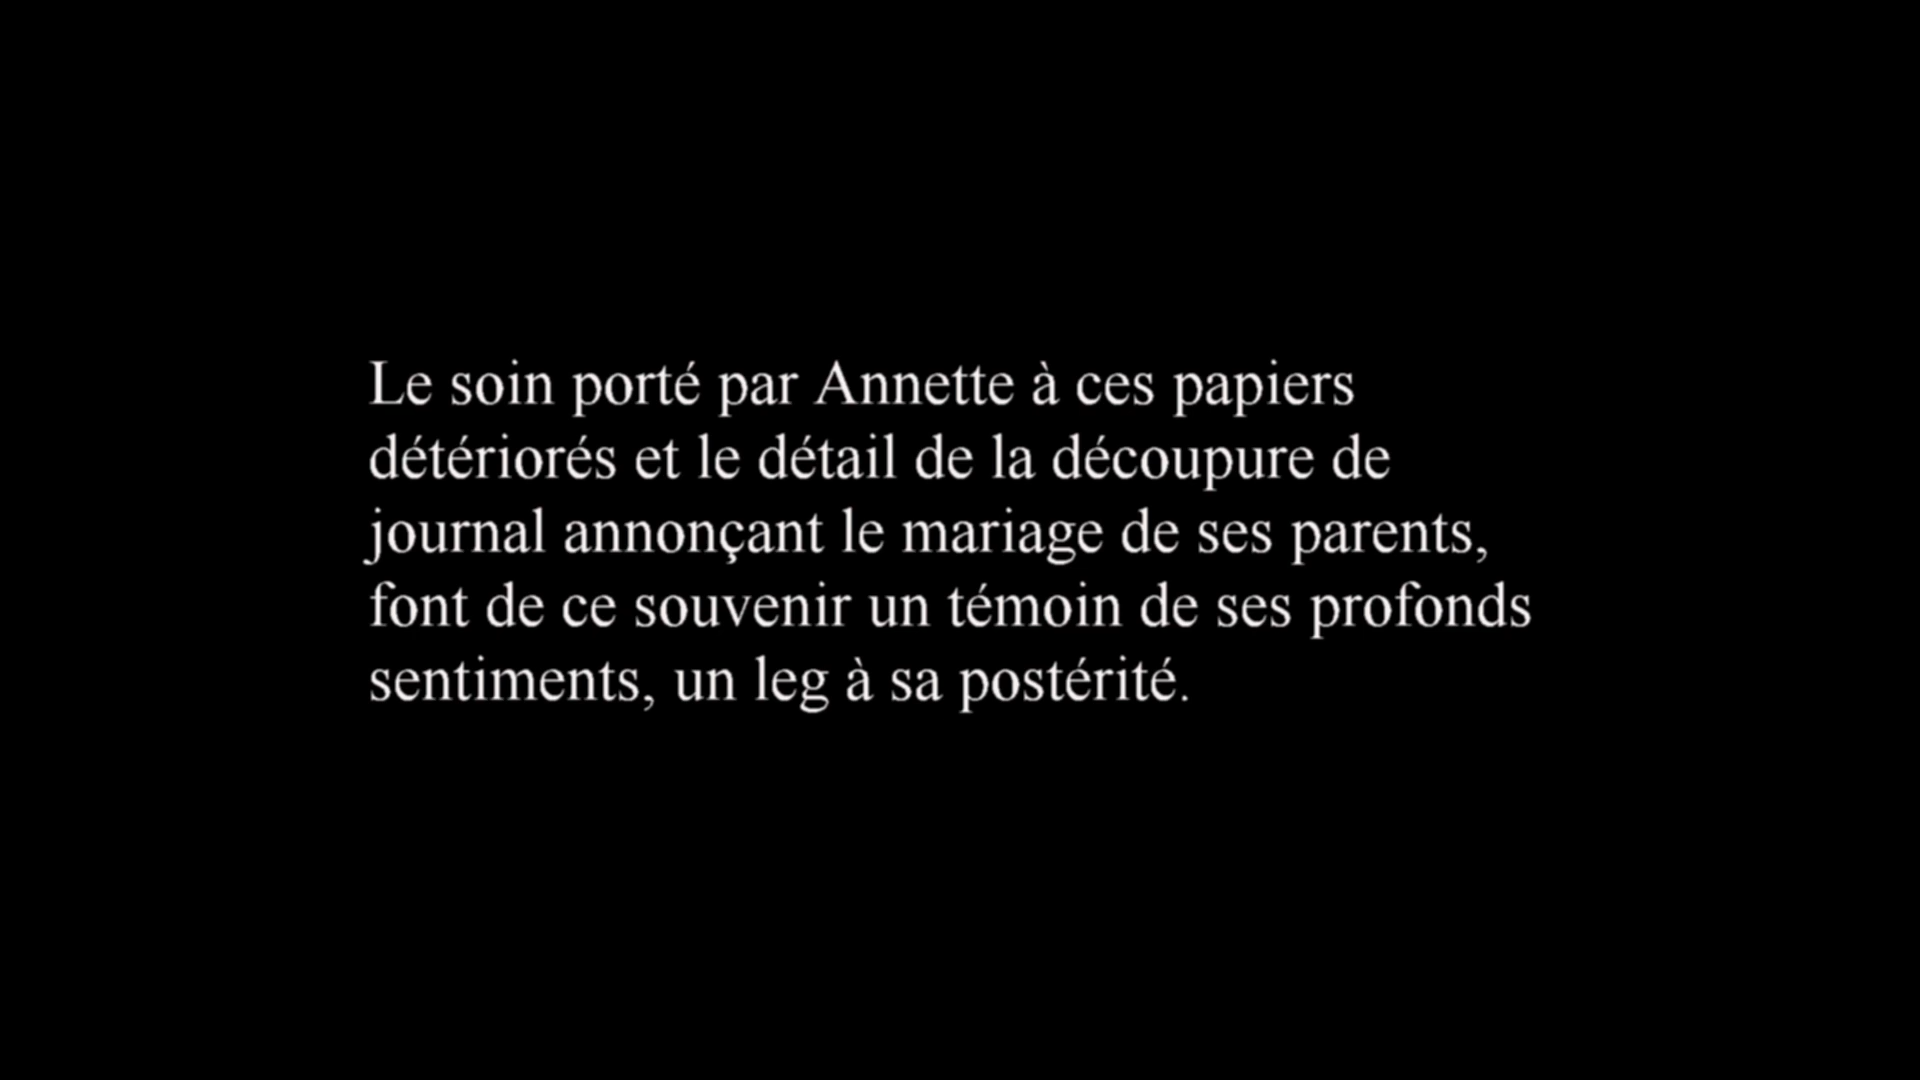 Le soin porté par Annette à ces papiers
détériorés et le détail de la découpure de
journal annonçant le mariage de ses parents,
font de ce souvenir un témoin de ses profonds
sentiments, un leg à sa postérité.